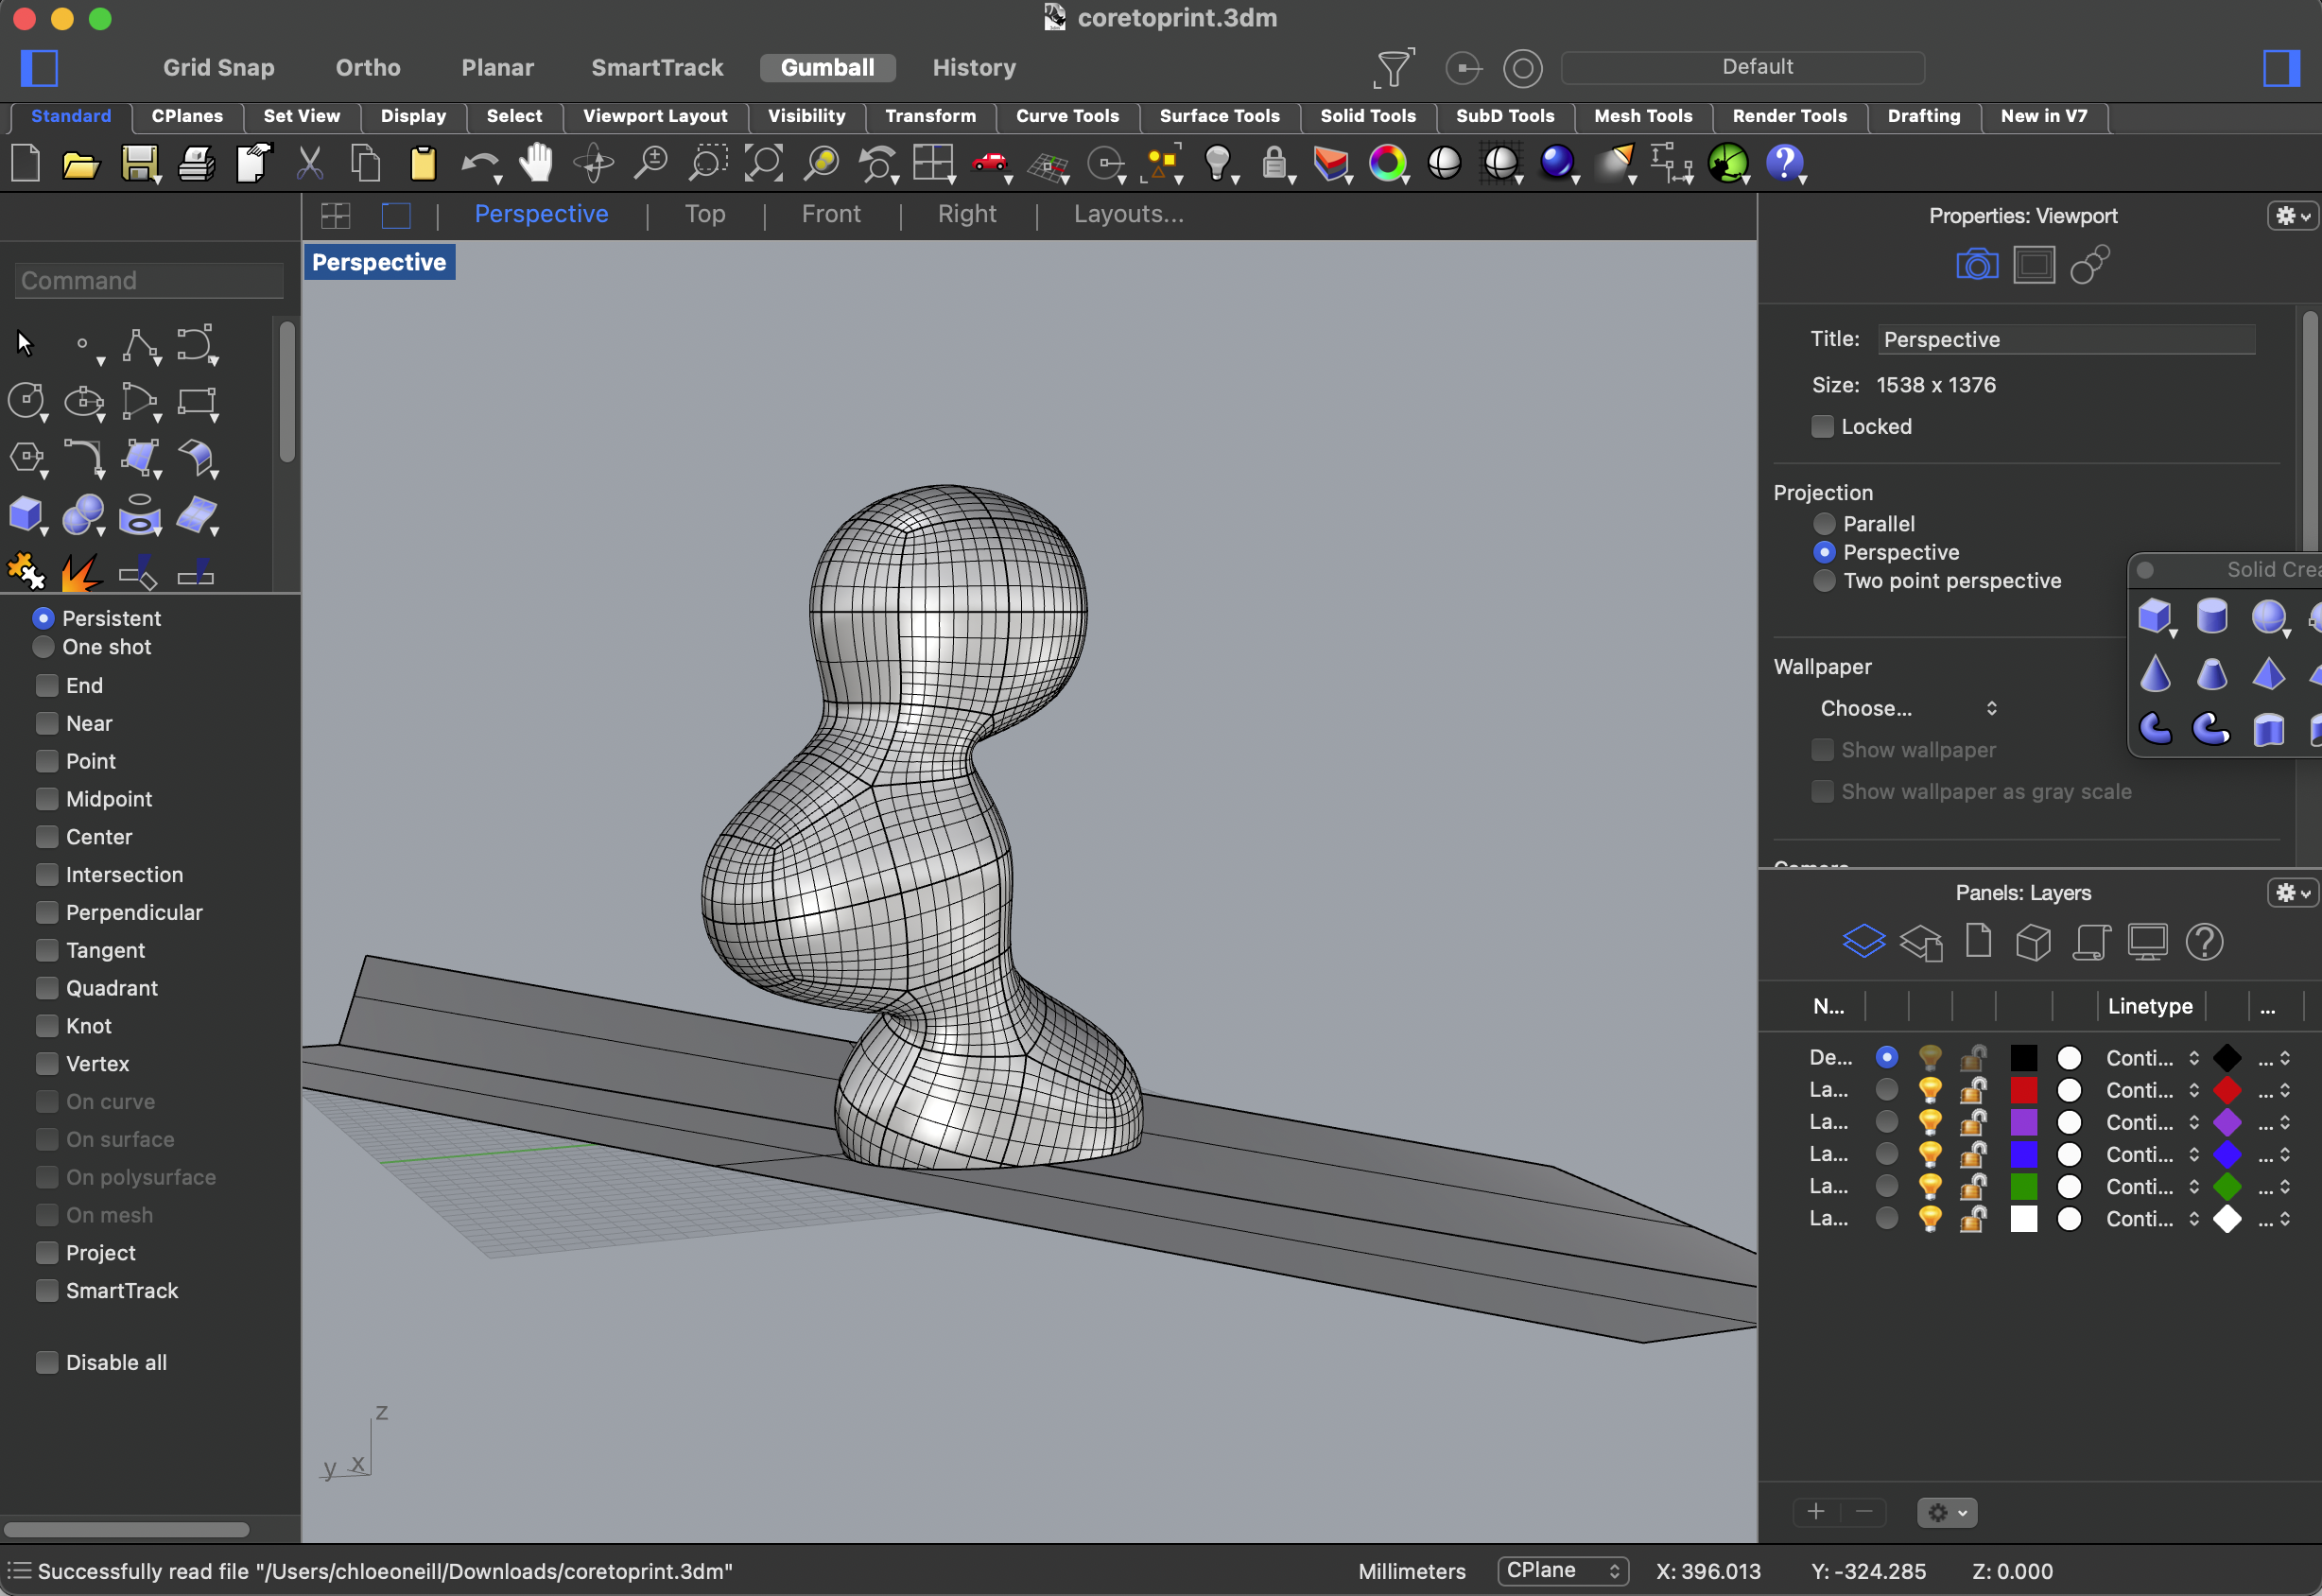 coretoprint.3dm
Grid Snap Ortho Planar SmartTrack Gumball History Default
Standard CPlanes Set View Display Select Viewport Layout Visibility Transform Curve Tools Surface Tools Solid Tools SubD Tools Mesh Tools Render Tools Drafting New in V7
Perspective Top Front Right Layouts...
Perspective
Command
Persistent
One shot
End
Near
Point
Midpoint
Center
Intersection
Perpendicular
Tangent
Quadrant
Knot
Vertex
On curve
On surface
On polysurface
On mesh
Project
SmartTrack
Disable all
z
y x
Properties: Viewport
Title: Perspective
Size: 1538 x 1376
Locked
Projection
Parallel
Perspective
Two point perspective
Solid Crea
Wallpaper
Choose...
Show wallpaper
Show wallpaper as gray scale
Camera
Panels: Layers
N... Linetype ...
De... Conti... ...
La... Conti... ...
La... Conti... ...
La... Conti... ...
La... Conti... ...
La... Conti... ...
Successfully read file "/Users/chloeoneill/Downloads/coretoprint.3dm"
Millimeters CPlane X: 396.013 Y: -324.285 Z: 0.000